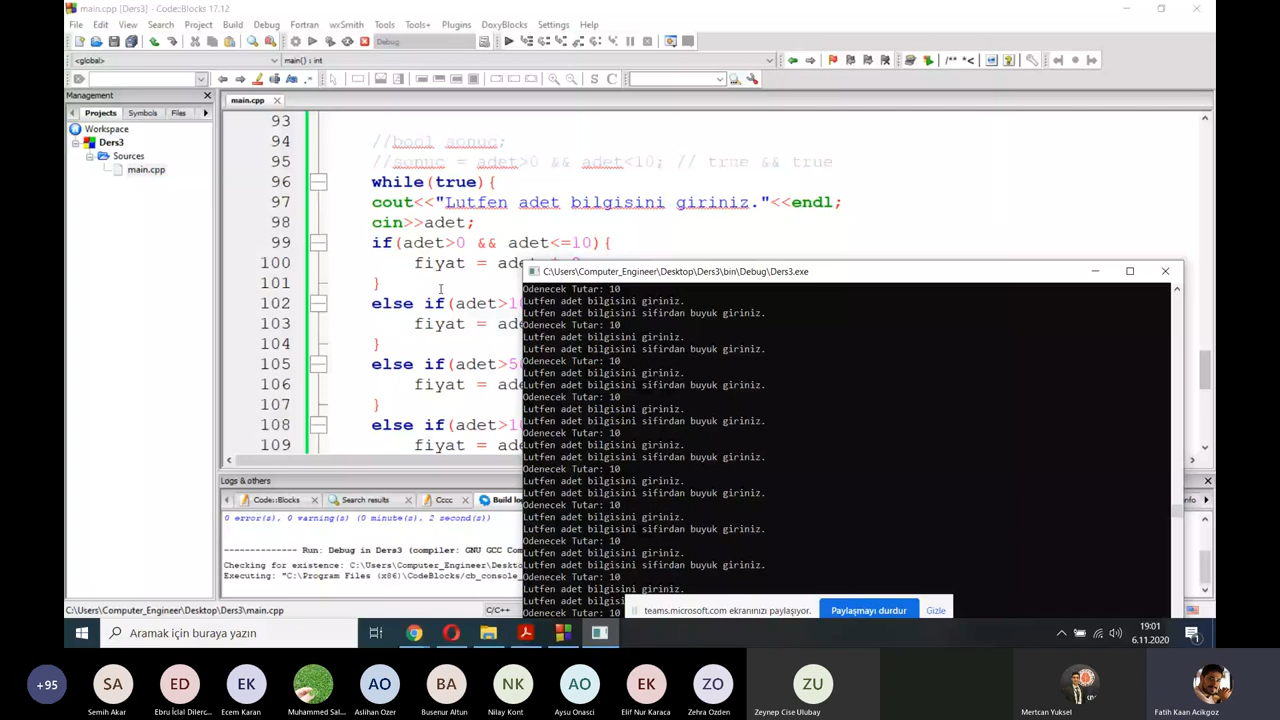 main.cpp [Ders3] - Code::Blocks 17.12
File Edit View Search Project Build Debug Fortran wxSmith Tools Tools+ Plugins DoxyBlocks Settings Help
Debug
<global> main() : int
/** *<
S C
Management
main.cpp
Projects Symbols Files
Workspace
Ders3
Sources
main.cpp
93
94 //bool sonuc;
95 //sonuc = adet>0 && adet<10; // true && true
96 while(true){
97 cout<<"Lutfen adet bilgisini giriniz."<<endl;
98 cin>>adet;
99 if(adet>0 && adet<=10){
100 fiyat =
101 }
102 else if(adet>
103 fiyat =
104 }
105 else if(adet>
106 fiyat =
107 }
108 else if(adet>
109 fiyat =
C:\Users\Computer_Engineer\Desktop\Ders3\bin\Debug\Ders3.exe
Odenecek Tutar: 10
Lutfen adet bilgisini giriniz.
Lutfen adet bilgisini sifirdan buyuk giriniz.
Odenecek Tutar: 10
Lutfen adet bilgisini giriniz.
Lutfen adet bilgisini sifirdan buyuk giriniz.
Odenecek Tutar: 10
Lutfen adet bilgisini giriniz.
Lutfen adet bilgisini sifirdan buyuk giriniz.
Odenecek Tutar: 10
Lutfen adet bilgisini giriniz.
Lutfen adet bilgisini sifirdan buyuk giriniz.
Odenecek Tutar: 10
Lutfen adet bilgisini giriniz.
Lutfen adet bilgisini sifirdan buyuk giriniz.
Odenecek Tutar: 10
Lutfen adet bilgisini giriniz.
Lutfen adet bilgisini sifirdan buyuk giriniz.
Odenecek Tutar: 10
Lutfen adet bilgisini giriniz.
Lutfen adet bilgisini sifirdan buyuk giriniz.
Odenecek Tutar: 10
Lutfen adet bilgisini giriniz.
Lutfen adet bilgisini sifirdan buyuk giriniz.
Odenecek Tutar: 10
Lutfen adet bilgisini giriniz.
Lutfen adet
Odenecek Tutar: 10
Logs & others
Code::Blocks Search results Cccc Build
0 error(s), 0 warning(s) (0 minute(s), 2 second(s))
-------------- Run: Debug in Ders3 (compiler: GNU GCC
Checking for existence:
Executing: "C:\Program Files (x86)\CodeBlocks/cb_console_
C:\Users\Computer_Engineer\Desktop\Ders3\main.cpp C/C++
teams.microsoft.com ekranınızı paylaşıyor. Paylaşmayı durdur Gizle
Aramak için buraya yazın
19:01
6.11.2020
1
+95 SA ED EK AO BA NK AO EK ZO ZU
Semih Akar Ebru İclal Dilerc... Ecem Karan Muhammed Sal... Aslihan Ozer Busenur Altun Nilay Kont Aysu Onasci Elif Nur Karaca Zehra Ozden Zeynep Cise Ulubay Mertcan Yuksel Fatih Kaan Acikgoz